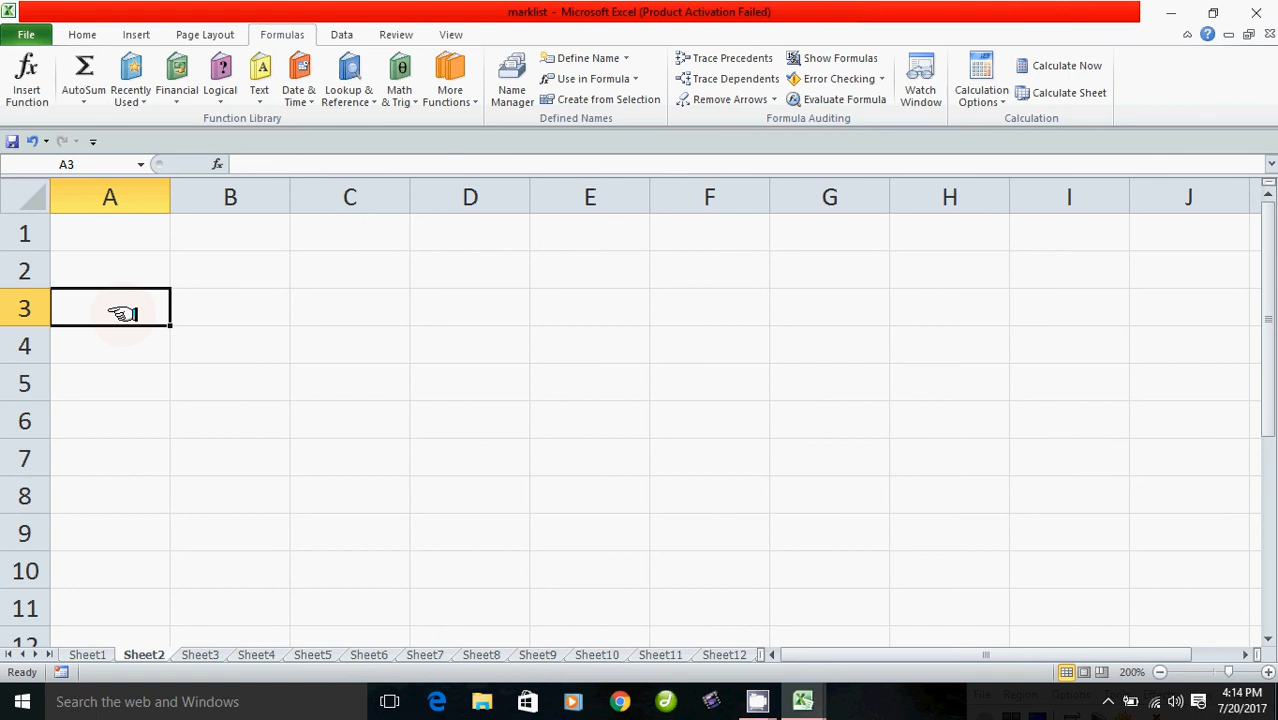 marklist - Microsoft Excel (Product Activation Failed)
File Home Insert Page Layout Formulas Data Review View
fx Insert Function
Σ AutoSum
Recently Used
Financial
? Logical
A Text
Date & Time
Lookup & Reference
θ Math & Trig
More Functions
Function Library
Name Manager
Define Name
Use in Formula
Create from Selection
Defined Names
Trace Precedents
Trace Dependents
Remove Arrows
Show Formulas
Error Checking
Evaluate Formula
Formula Auditing
Watch Window
Calculation Options
Calculate Now
Calculate Sheet
Calculation
A3 fx
A B C D E F G H I J
1
2
3
4
5
6
7
8
9
10
11
12
Sheet1 Sheet2 Sheet3 Sheet4 Sheet5 Sheet6 Sheet7 Sheet8 Sheet9 Sheet10 Sheet11 Sheet12
Ready 200%
Search the web and Windows
File Region Options
4:14 PM
7/20/2017